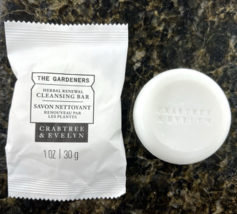 THE GARDENERS
HERBAL RENEWAL
CLEANSING BAR
SAVON NETTOYANT
RENOUVEAU PAR
LES PLANTES
CRABTREE
& EVELYN
1 OZ | 30 g
CRABTREE
& EVELYN